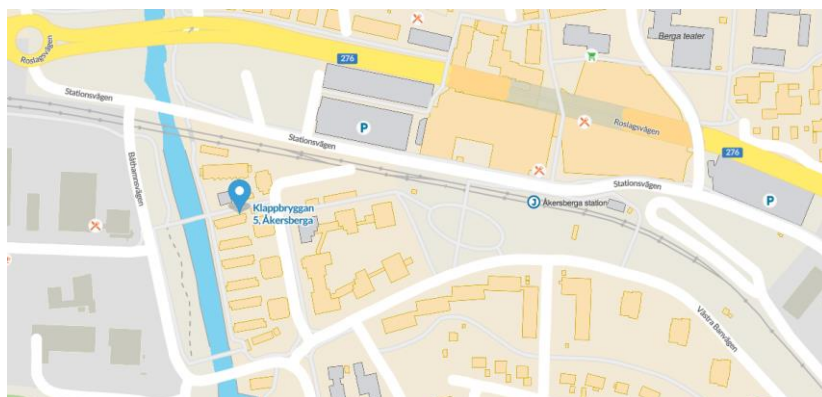 Roslagsvägen
276
Berga teater
Stationsvägen
P
Roslagsvägen
Stationsvägen
276
Båthamnsvägen
Klappbryggan
5, Åkersberga
Stationsvägen
J Åkersberga station
P
Västra Banvägen